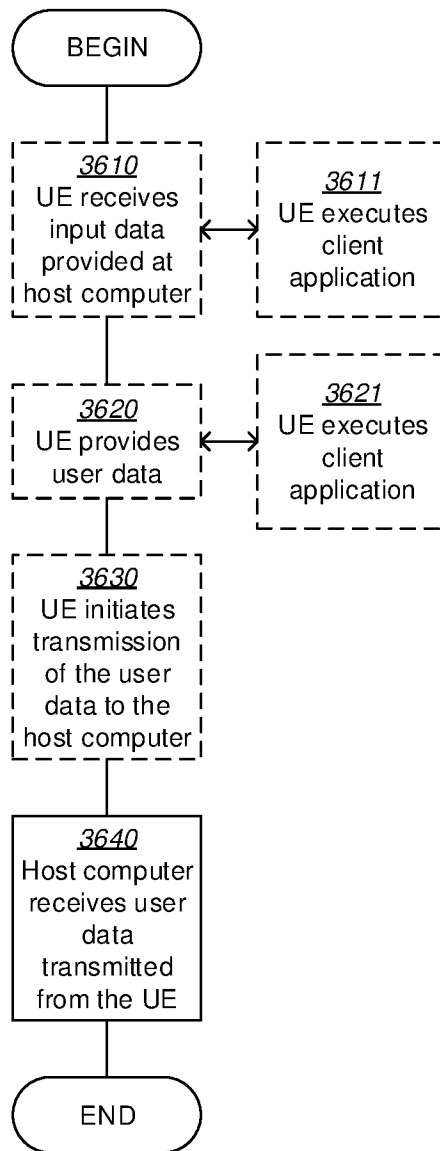 BEGIN
3610
UE receives
input data
provided at
host computer
3611
UE executes
client
application
3620
UE provides
user data
3621
UE executes
client
application
3630
UE initiates
transmission
of the user
data to the
host computer
3640
Host computer
receives user
data
transmitted
from the UE
END